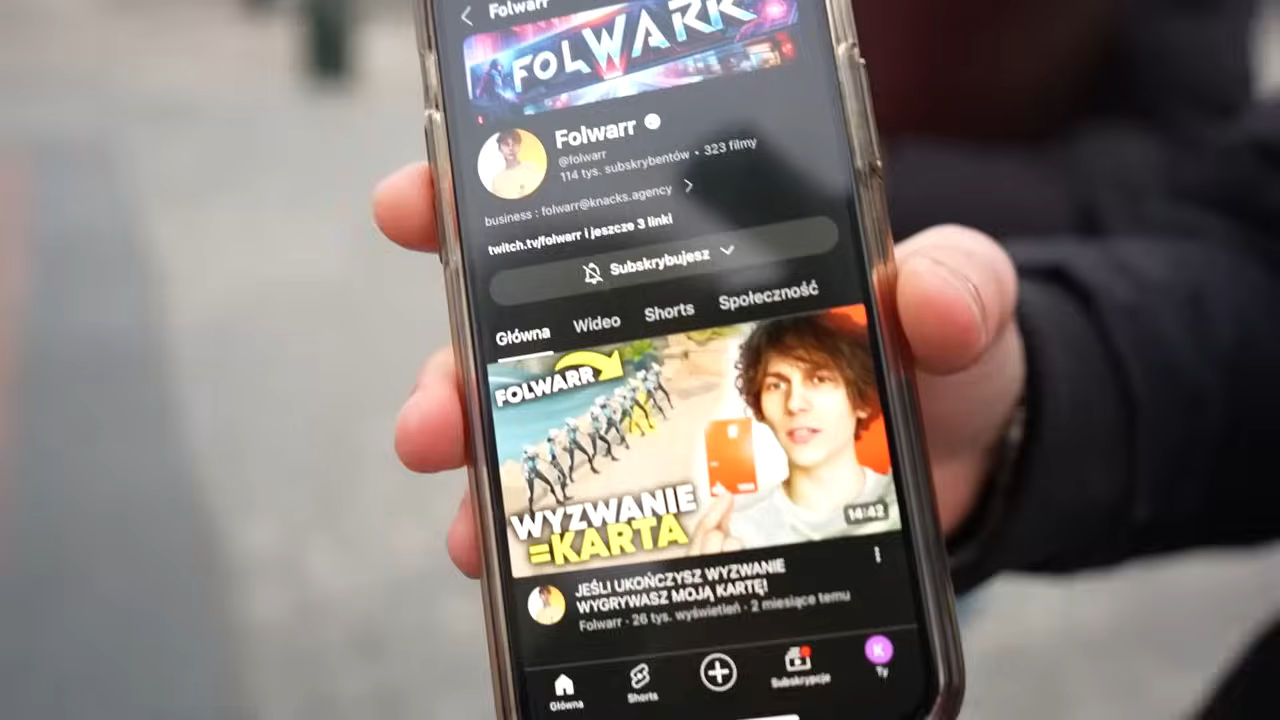 Folwarr
FOLWARR
Folwarr
@folwarr
114 tys. subskrybentów • 323 filmy
business : folwarr@knacks.agency
twitch.tv/folwarr i jeszcze 3 linki
Subskrybujesz
Główna Wideo Shorts Społeczność
FOLWARR
VISA
WYZWANIE
=KARTA
14:42
JEŚLI UKOŃCZYSZ WYZWANIE
WYGRYWASZ MOJĄ KARTĘ!
Folwarr · 26 tys. wyświetleń · 2 miesiące temu
K
Główna Shorts Subskrypcje Ty